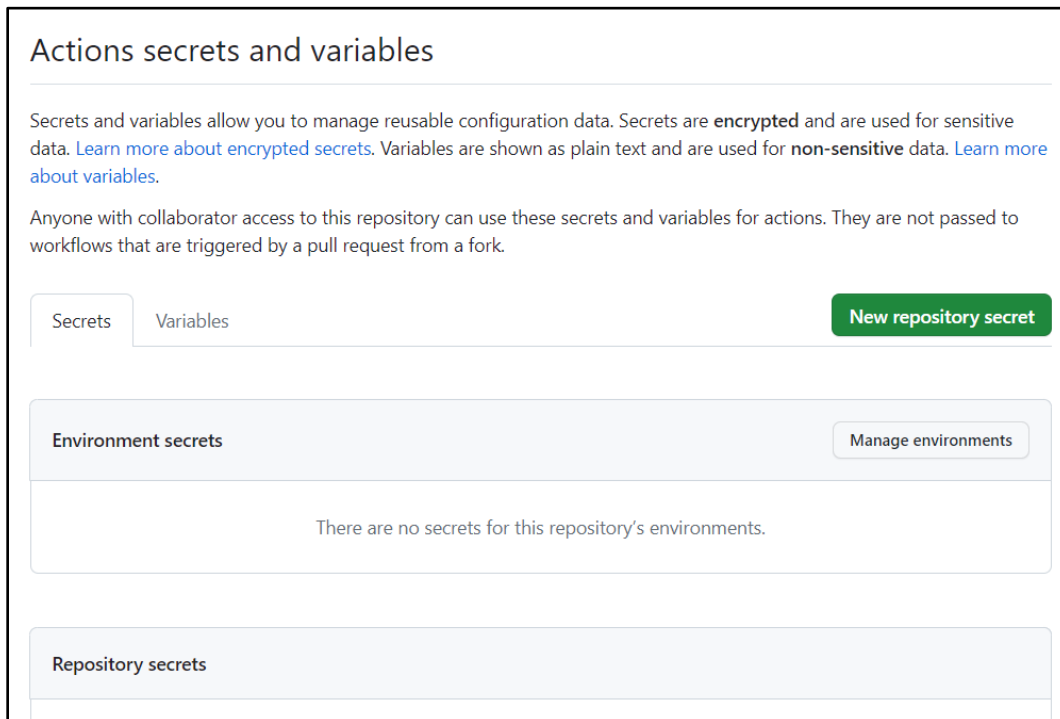 Actions secrets and variables
Secrets and variables allow you to manage reusable configuration data. Secrets are encrypted and are used for sensitive
data. Learn more about encrypted secrets. Variables are shown as plain text and are used for non-sensitive data. Learn more
about variables.
Anyone with collaborator access to this repository can use these secrets and variables for actions. They are not passed to
workflows that are triggered by a pull request from a fork.
Secrets Variables New repository secret
Environment secrets Manage environments
There are no secrets for this repository’s environments.
Repository secrets